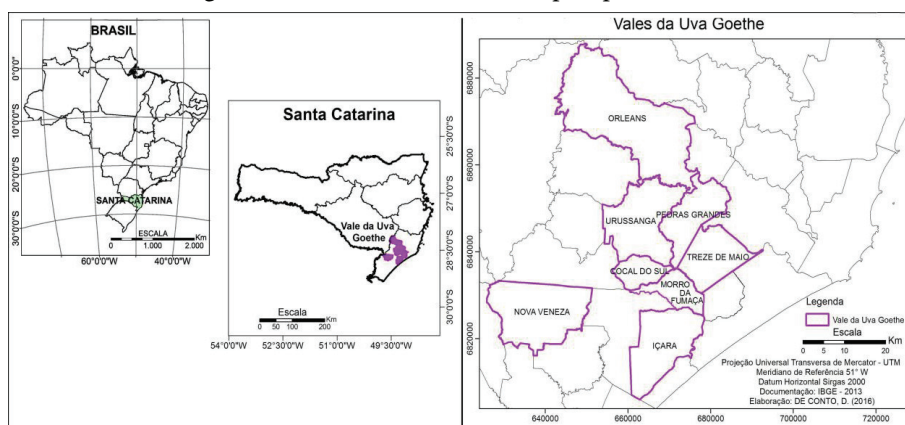 BRASIL
0°0'0"
10°0'0"S
20°0'0"S
30°0'0"S
SANTA CATARINA
ESCALA
0 1.000 2.000 Km
60°0'0"W 40°0'0"W
Santa Catarina
25°30'0"S
27°0'0"S
28°30'0"S
30°0'0"S
Vale da Uva
Goethe
Escala
0 50 100 200 Km
54°0'0"W 52°30'0"W 51°0'0"W 49°30'0"W
Vales da Uva Goethe
6880000
6860000
6840000
6820000
ORLEANS
URUSSANGA
PEDRAS GRANDES
TREZE DE MAIO
COCAL DO SUL
MORRO
DA
FUMAÇA
NOVA VENEZA
IÇARA
Legenda
Vale da Uva Goethe
Escala
0 5 10 20 Km
Projeção Universal Transversa de Mercator - UTM
Meridiano de Referência 51° W
Datum Horizontal Sirgas 2000
Documentação: IBGE - 2013
Elaboração: DE CONTO, D. (2016)
640000 660000 680000 700000 720000